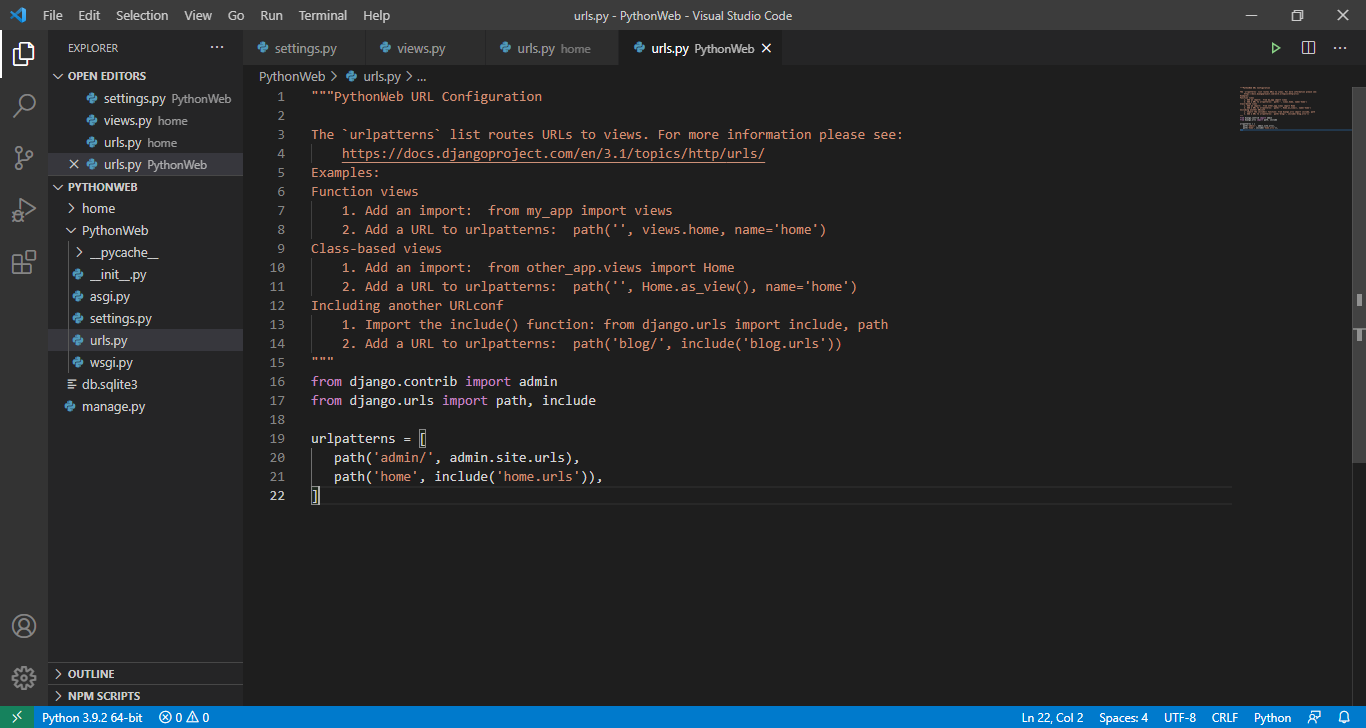 File Edit Selection View Go Run Terminal Help
urls.py - PythonWeb - Visual Studio Code
EXPLORER
OPEN EDITORS
settings.py PythonWeb
views.py home
urls.py home
urls.py PythonWeb
PYTHONWEB
home
PythonWeb
__pycache__
__init__.py
asgi.py
settings.py
urls.py
wsgi.py
db.sqlite3
manage.py
OUTLINE
NPM SCRIPTS
settings.py views.py urls.py home urls.py PythonWeb
PythonWeb > urls.py > ...
1 """PythonWeb URL Configuration
2
3 The `urlpatterns` list routes URLs to views. For more information please see:
4     https://docs.djangoproject.com/en/3.1/topics/http/urls/
5 Examples:
6 Function views
7     1. Add an import:  from my_app import views
8     2. Add a URL to urlpatterns:  path('', views.home, name='home')
9 Class-based views
10     1. Add an import:  from other_app.views import Home
11     2. Add a URL to urlpatterns:  path('', Home.as_view(), name='home')
12 Including another URLconf
13     1. Import the include() function: from django.urls import include, path
14     2. Add a URL to urlpatterns:  path('blog/', include('blog.urls'))
15 """
16 from django.contrib import admin
17 from django.urls import path, include
18
19 urlpatterns = [
20    path('admin/', admin.site.urls),
21    path('home', include('home.urls')),
22 ]
Python 3.9.2 64-bit 0 0 Ln 22, Col 2 Spaces: 4 UTF-8 CRLF Python